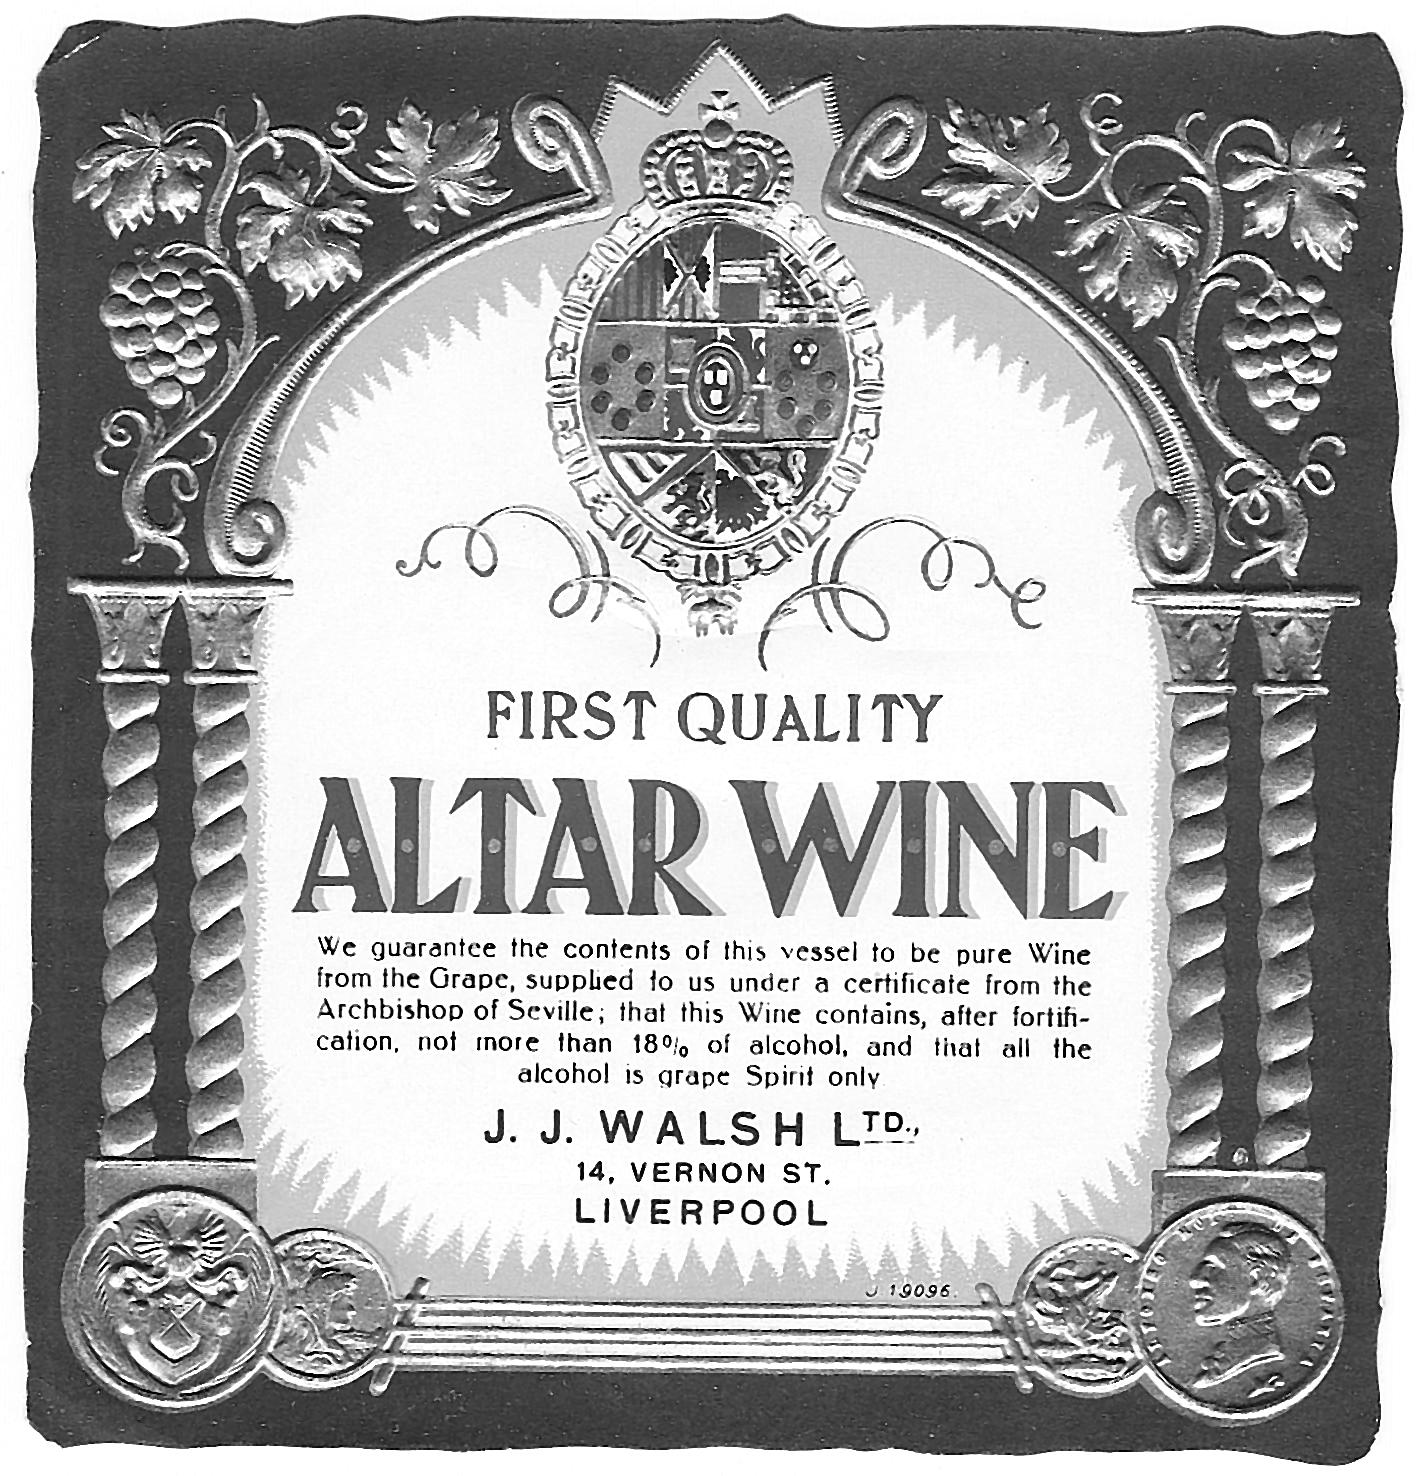 FIRST QUALITY
ALTAR WINE
We guarantee the contents of this vessel to be pure Wine
from the Grape, supplied to us under a certificate from the
Archbishop of Seville; that this Wine contains, after fortifi-
cation, not more than 18% of alcohol, and that all the
alcohol is grape Spirit only
J. J. WALSH LTD.,
14, VERNON ST.
LIVERPOOL
J 19096.